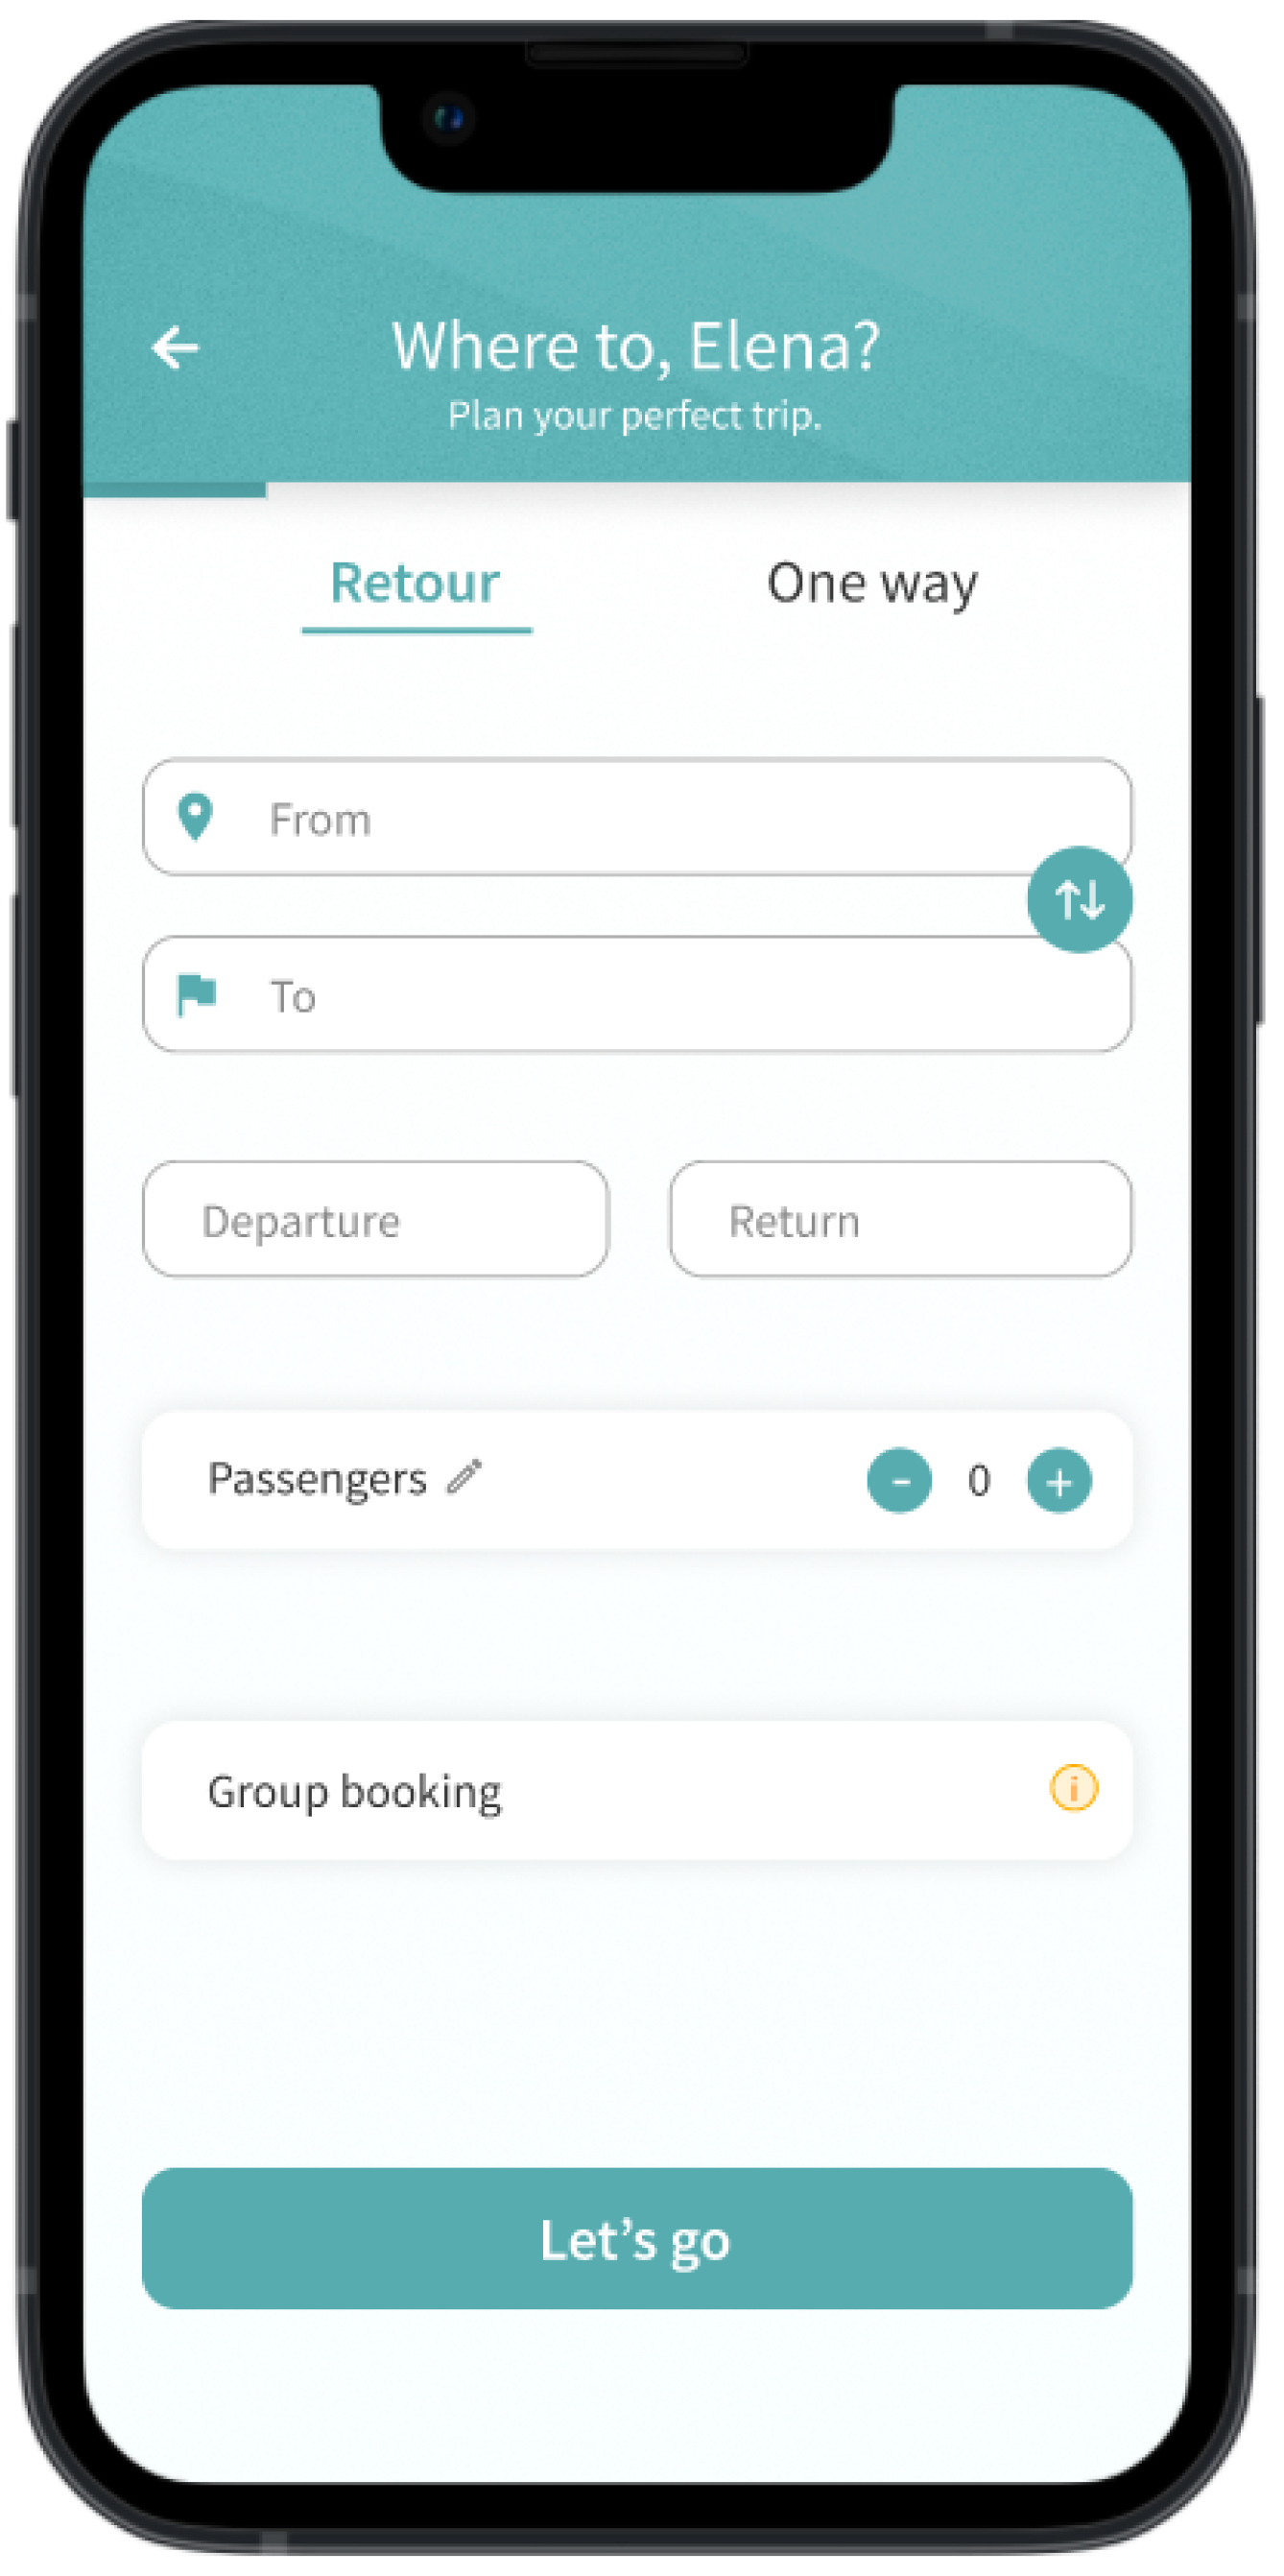 Where to, Elena?
Plan your perfect trip.
Retour One way
From
To
Departure Return
Passengers - 0 +
Group booking i
Let’s go